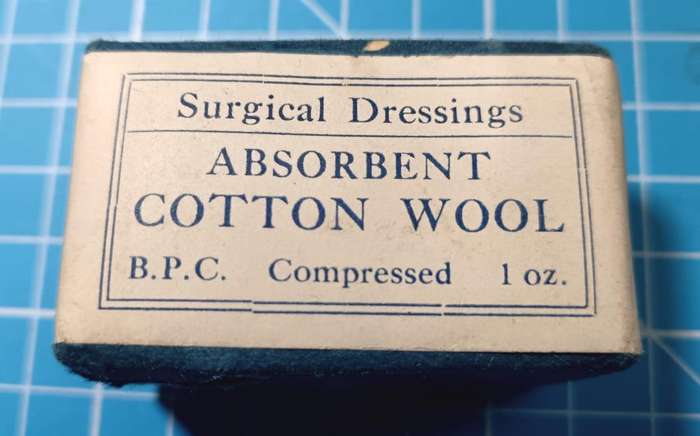 Surgical Dressings
ABSORBENT
COTTON WOOL
B.P.C. Compressed 1 oz.